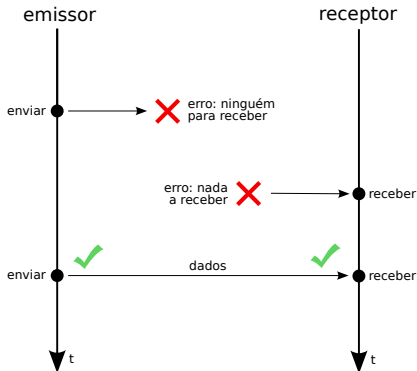 emissor
receptor
enviar
erro: ninguém
para receber
erro: nada
a receber
receber
enviar
dados
receber
t
t